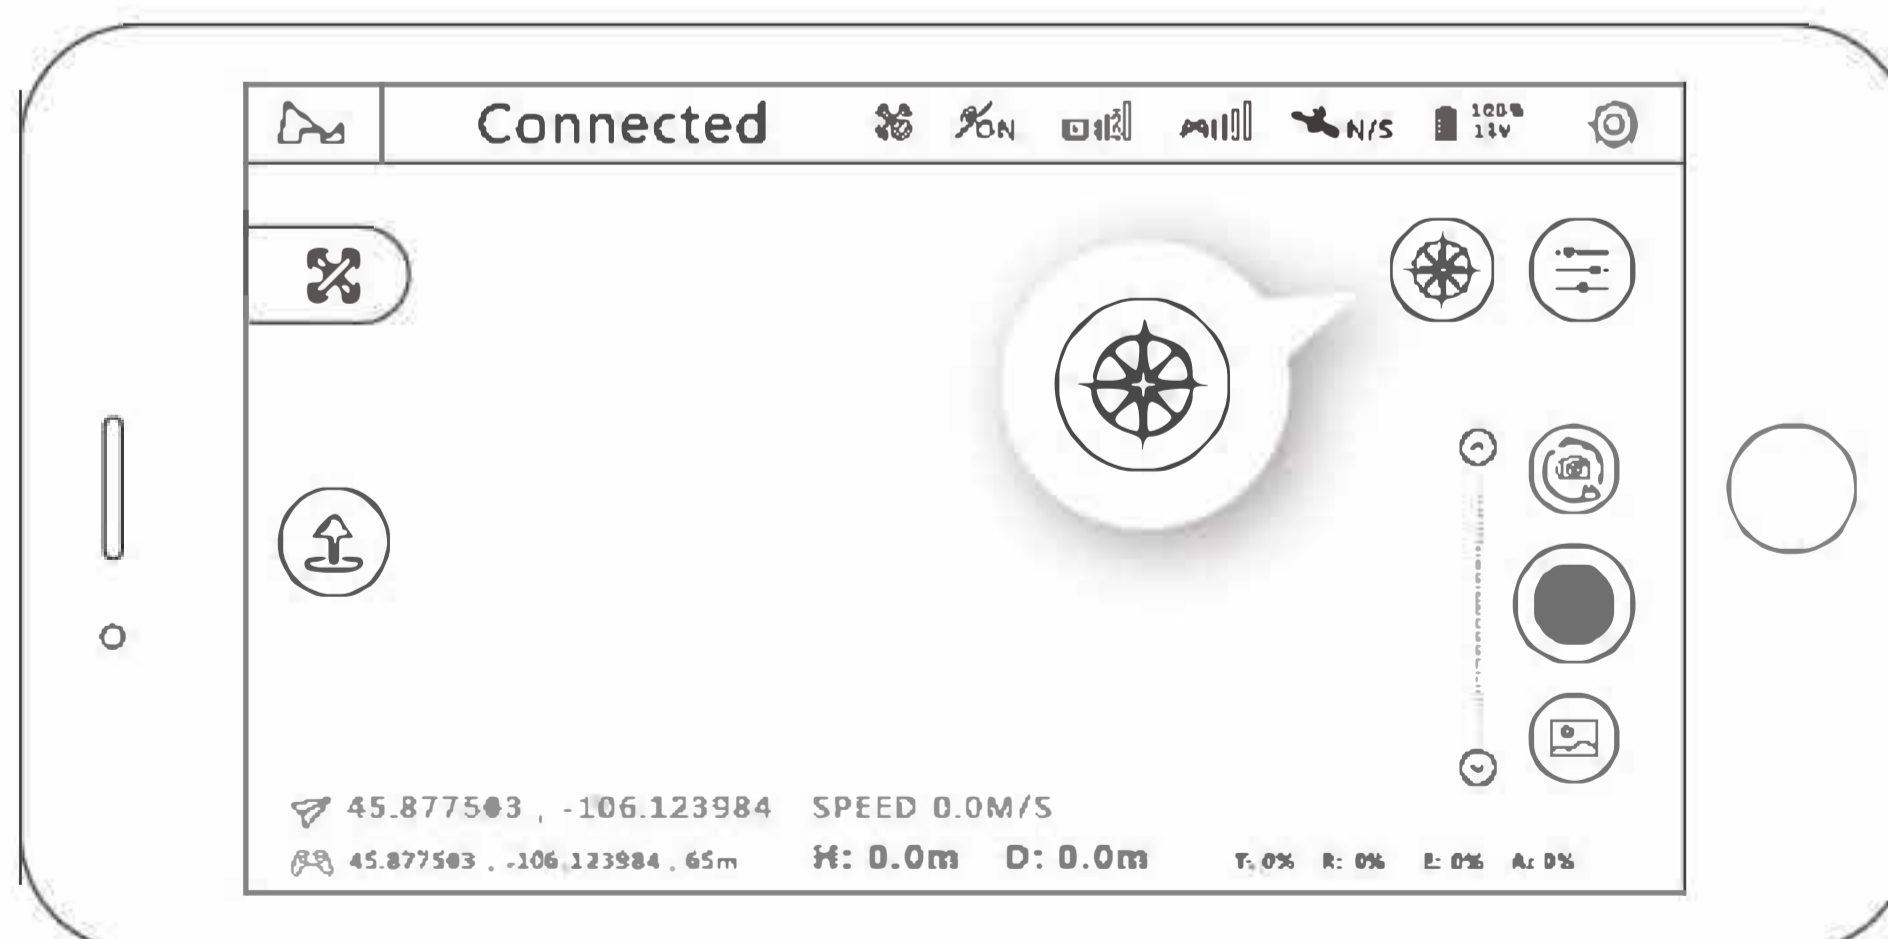 Connected
ON
N/S
100%
11V
45.877503 , -106.123984 SPEED 0.0M/S
45.877503 , -106.123984 , 65m H: 0.0m D: 0.0m T: 0% R: 0% E: 0% A: 0%